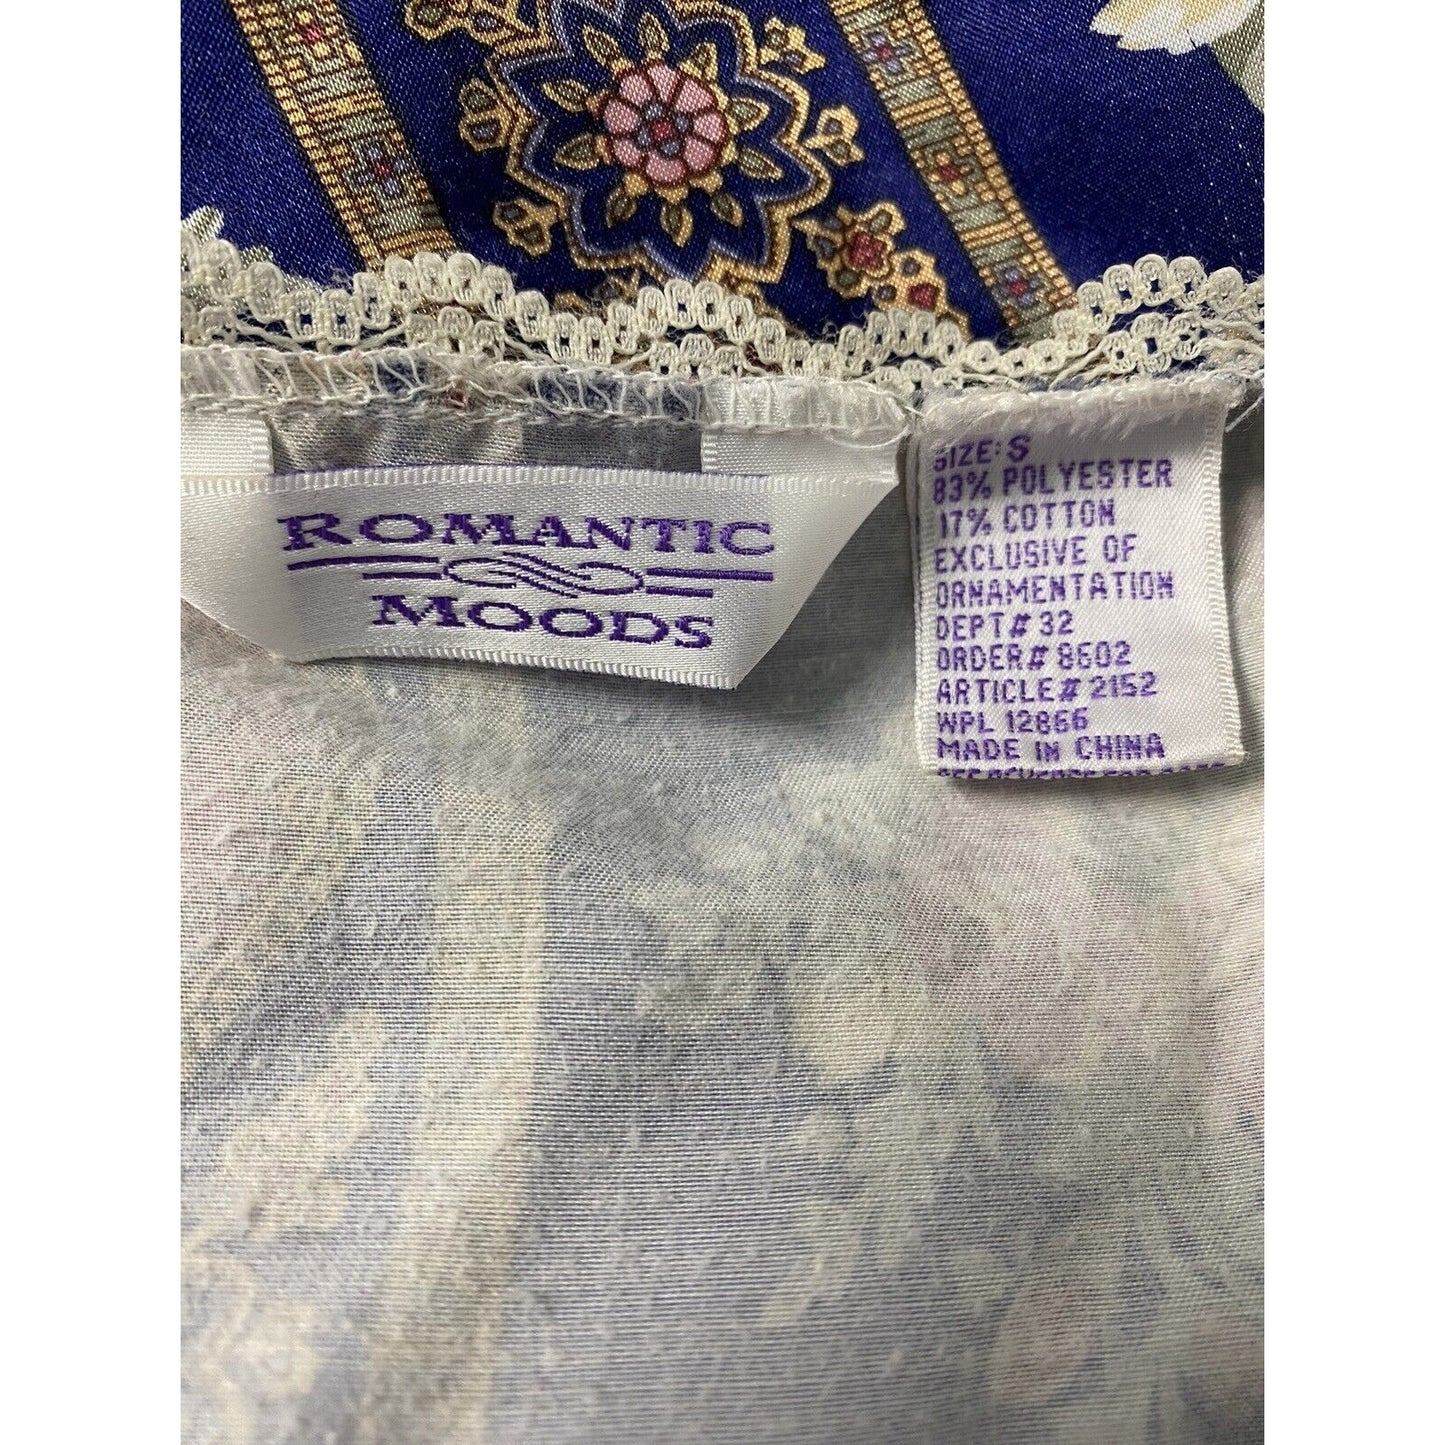 ROMANTIC
MOODS
SIZE: S
83% POLYESTER
17% COTTON
EXCLUSIVE OF
ORNAMENTATION
DEPT# 32
ORDER# 8602
ARTICLE# 2152
WPL 12866
MADE IN CHINA